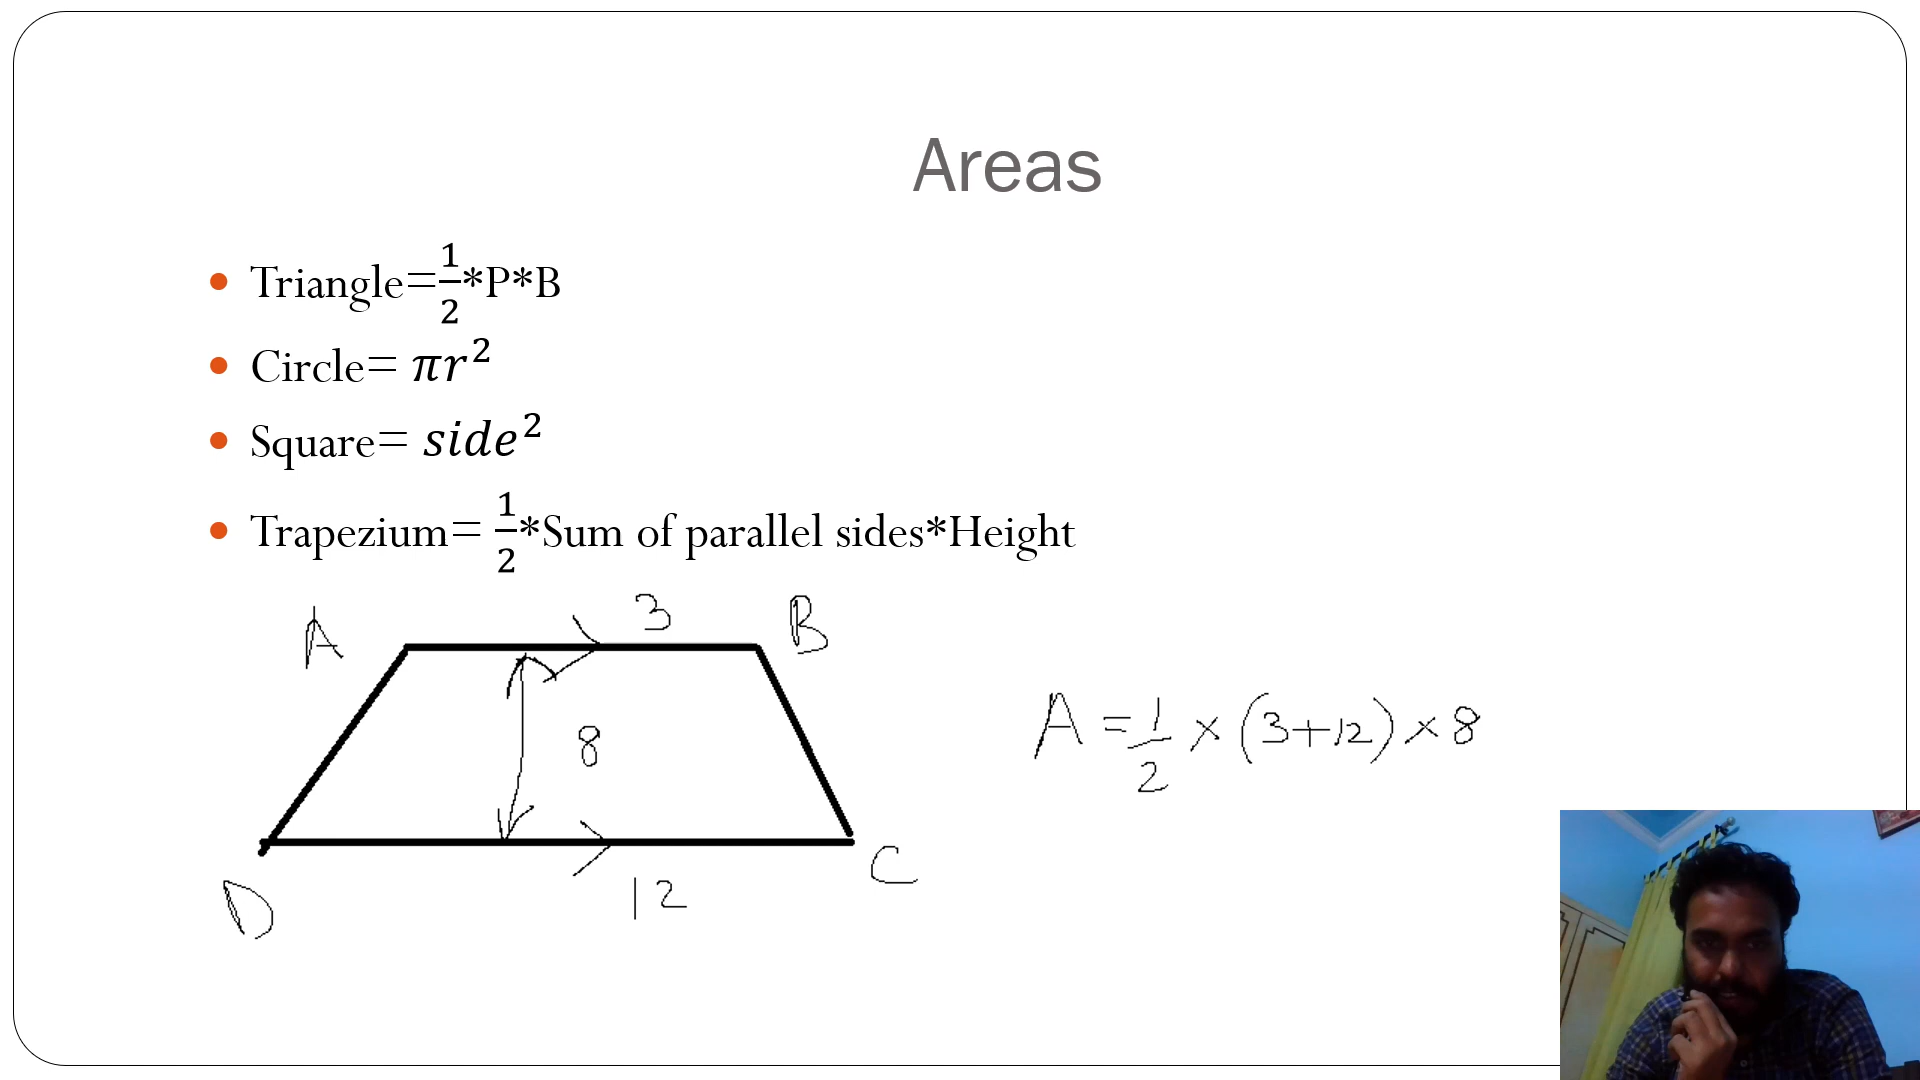 Areas
Triangle=1/2*P*B
Circle= πr²
Square= side²
Trapezium= 1/2*Sum of parallel sides*Height
A 3 B
8
D 12 C
A = 1/2 × (3+12) × 8